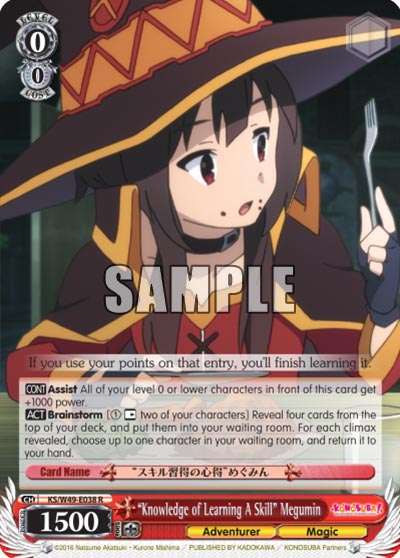 LEVEL
0
0
COST
SAMPLE
If you use your points on that entry, you'll finish learning it.
CONT Assist All of your level 0 or lower characters in front of this card get
+1000 power.
ACT Brainstorm [① two of your characters] Reveal four cards from the
top of your deck, and put them into your waiting room. For each climax
revealed, choose up to one character in your waiting room, and return it to
your hand.
Card Name
"スキル習得の心得"めぐみん
CH KS/W49-E038 R
"Knowledge of Learning A Skill" Megumin
KONOSUBA
1500
Adventurer
Magic
©2016 Natsume Akatsuki・Kurone Mishima / PUBLISHED BY KADOKAWA / KONOSUBA Partners